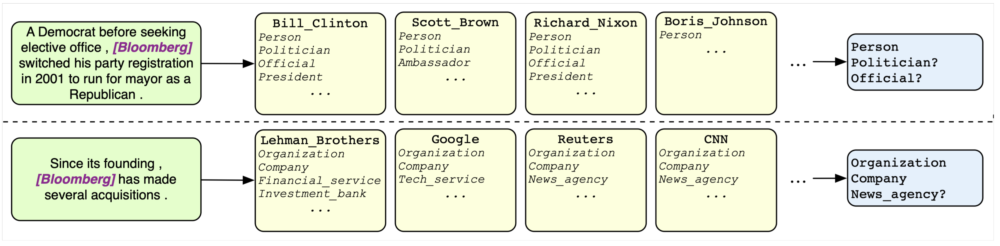 A Democrat before seeking
elective office , [Bloomberg]
switched his party registration
in 2001 to run for mayor as a
Republican .
Bill_Clinton
Person
Politician
Official
President
...
Scott_Brown
Person
Politician
Ambassador
...
Richard_Nixon
Person
Politician
Official
President
...
Boris_Johnson
Person
...
...
Person
Politician?
Official?
Since its founding ,
[Bloomberg] has made
several acquisitions .
Lehman_Brothers
Organization
Company
Financial_service
Investment_bank
...
Google
Organization
Company
Tech_service
...
Reuters
Organization
Company
News_agency
...
CNN
Organization
Company
News_agency
...
...
Organization
Company
News_agency?